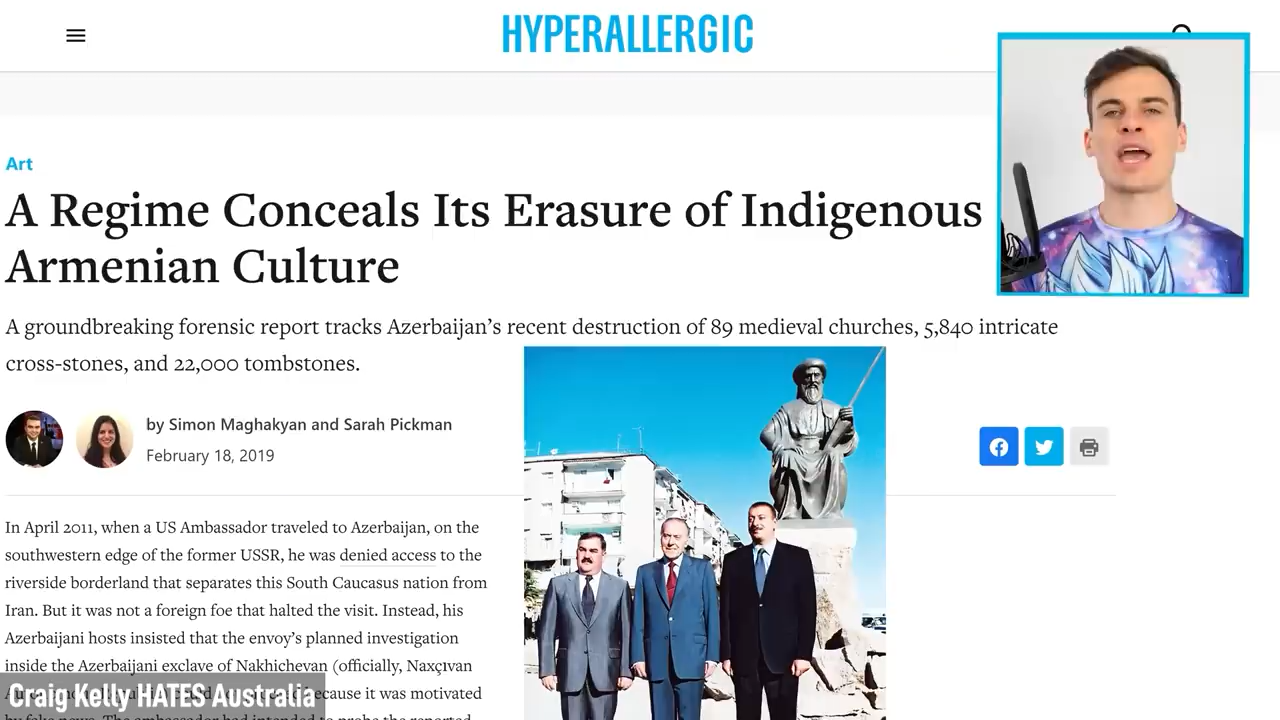 HYPERALLERGIC
Art
A Regime Conceals Its Erasure of Indigenous
Armenian Culture
A groundbreaking forensic report tracks Azerbaijan's recent destruction of 89 medieval churches, 5,840 intricate
cross-stones, and 22,000 tombstones.
by Simon Maghakyan and Sarah Pickman
February 18, 2019
In April 2011, when a US Ambassador traveled to Azerbaijan, on the
southwestern edge of the former USSR, he was denied access to the
riverside borderland that separates this South Caucasus nation from
Iran. But it was not a foreign foe that halted the visit. Instead, his
Azerbaijani hosts insisted that the envoy's planned investigation
inside the Azerbaijani exclave of Nakhichevan (officially, Naxçıvan
because it was motivated
Craig Kelly HATES Australia